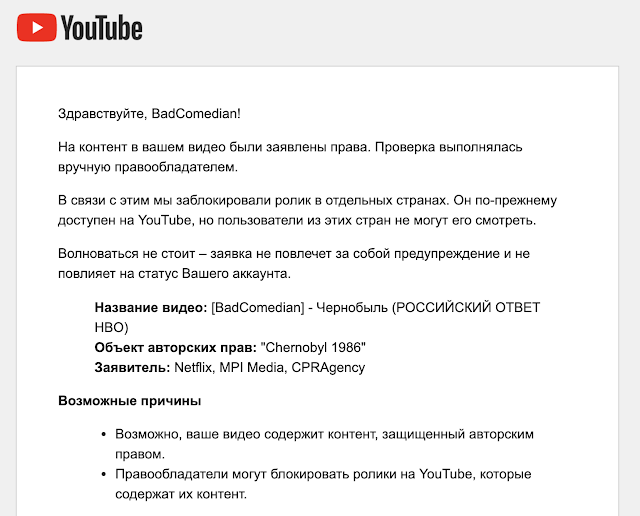 YouTube
Здравствуйте, BadComedian!
На контент в вашем видео были заявлены права. Проверка выполнялась
вручную правообладателем.
В связи с этим мы заблокировали ролик в отдельных странах. Он по-прежнему
доступен на YouTube, но пользователи из этих стран не могут его смотреть.
Волноваться не стоит – заявка не повлечет за собой предупреждение и не
повлияет на статус Вашего аккаунта.
Название видео: [BadComedian] - Чернобыль (РОССИЙСКИЙ ОТВЕТ
HBO)
Объект авторских прав: "Chernobyl 1986"
Заявитель: Netflix, MPI Media, CPRAgency
Возможные причины
• Возможно, ваше видео содержит контент, защищенный авторским
правом.
• Правообладатели могут блокировать ролики на YouTube, которые
содержат их контент.